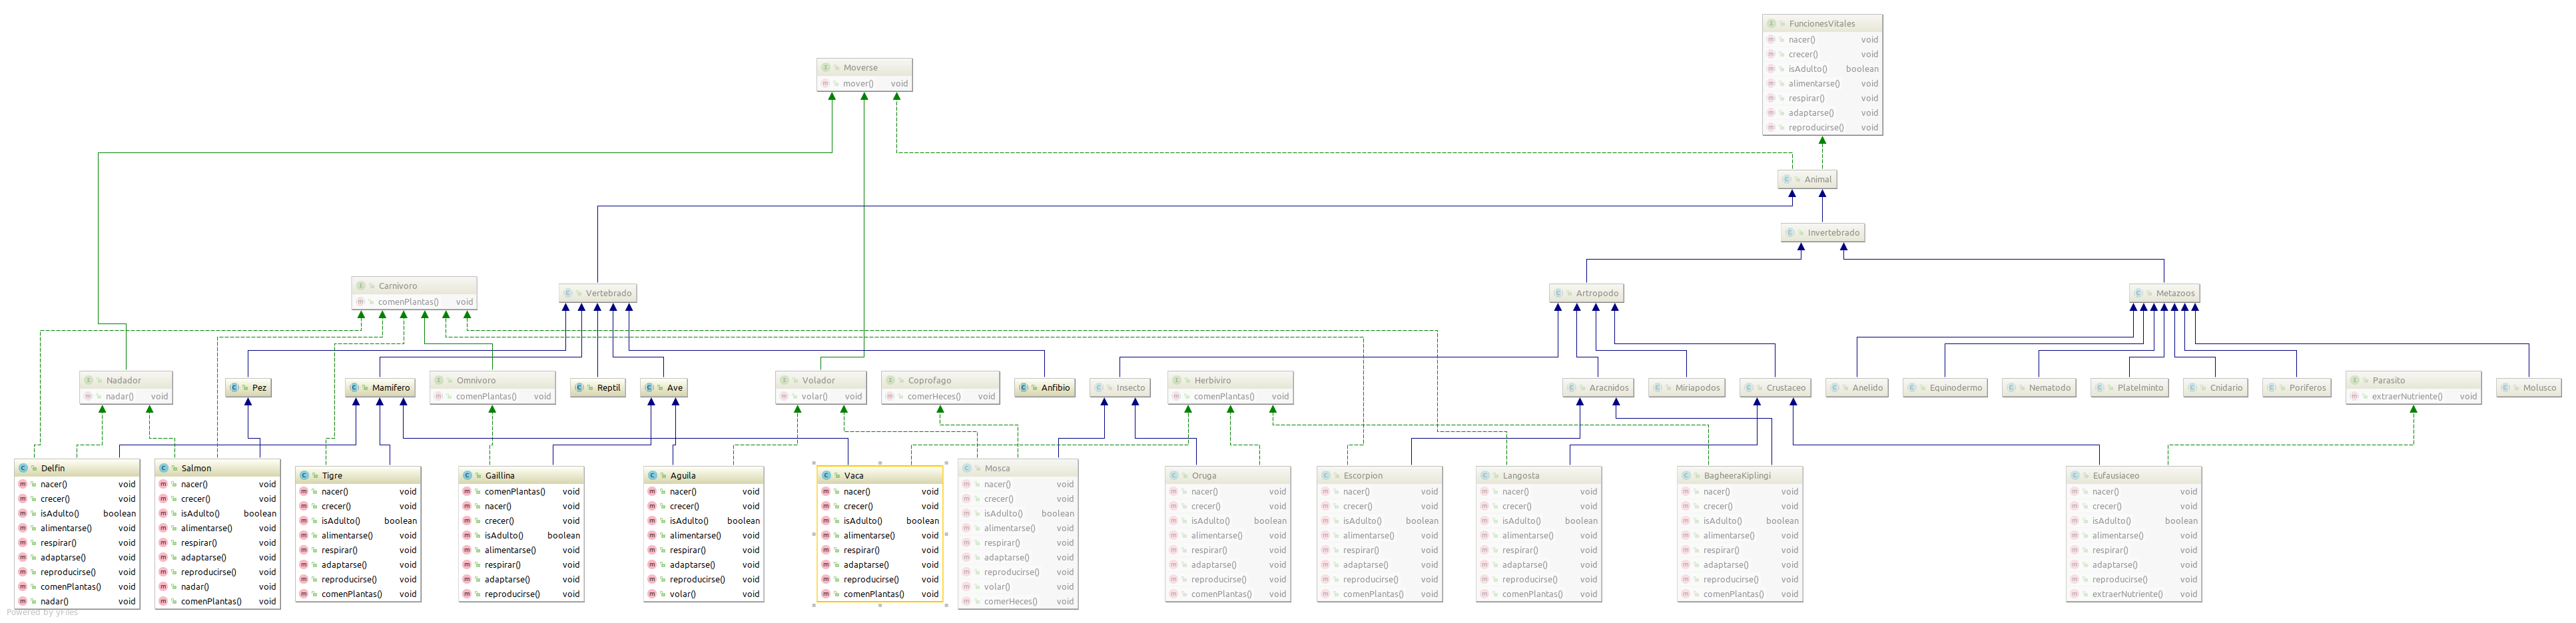 FuncionesVitales
nacer() void
crecer() void
isAdulto() boolean
alimentarse() void
respirar() void
adaptarse() void
reproducirse() void
Moverse
mover() void
Animal
Invertebrado
Carnivoro
comenPlantas() void
Vertebrado
Artropodo
Metazoos
Nadador
nadar() void
Pez
Mamifero
Omnivoro
comenPlantas() void
Reptil
Ave
Volador
volar() void
Coprofago
comerHeces() void
Anfibio
Insecto
Herbiviro
comenPlantas() void
Aracnidos
Miriapodos
Crustaceo
Anelido
Equinodermo
Nematodo
Platelminto
Cnidario
Poriferos
Parasito
extraerNutriente() void
Molusco
Delfin
nacer() void
crecer() void
isAdulto() boolean
alimentarse() void
respirar() void
adaptarse() void
reproducirse() void
comenPlantas() void
nadar() void
Salmon
nacer() void
crecer() void
isAdulto() boolean
alimentarse() void
respirar() void
adaptarse() void
reproducirse() void
nadar() void
comenPlantas() void
Tigre
nacer() void
crecer() void
isAdulto() boolean
alimentarse() void
respirar() void
adaptarse() void
reproducirse() void
comenPlantas() void
Gaillina
comenPlantas() void
nacer() void
crecer() void
isAdulto() boolean
alimentarse() void
respirar() void
adaptarse() void
reproducirse() void
Aguila
nacer() void
crecer() void
isAdulto() boolean
alimentarse() void
respirar() void
adaptarse() void
reproducirse() void
volar() void
Vaca
nacer() void
crecer() void
isAdulto() boolean
alimentarse() void
respirar() void
adaptarse() void
reproducirse() void
comenPlantas() void
Mosca
nacer() void
crecer() void
isAdulto() boolean
alimentarse() void
respirar() void
adaptarse() void
reproducirse() void
volar() void
comerHeces() void
Oruga
nacer() void
crecer() void
isAdulto() boolean
alimentarse() void
respirar() void
adaptarse() void
reproducirse() void
comenPlantas() void
Escorpion
nacer() void
crecer() void
isAdulto() boolean
alimentarse() void
respirar() void
adaptarse() void
reproducirse() void
comenPlantas() void
Langosta
nacer() void
crecer() void
isAdulto() boolean
alimentarse() void
respirar() void
adaptarse() void
reproducirse() void
comenPlantas() void
BagheeraKiplingi
nacer() void
crecer() void
isAdulto() boolean
alimentarse() void
respirar() void
adaptarse() void
reproducirse() void
comenPlantas() void
Eufausiaceo
nacer() void
crecer() void
isAdulto() boolean
alimentarse() void
respirar() void
adaptarse() void
reproducirse() void
extraerNutriente() void
Powered by yFiles